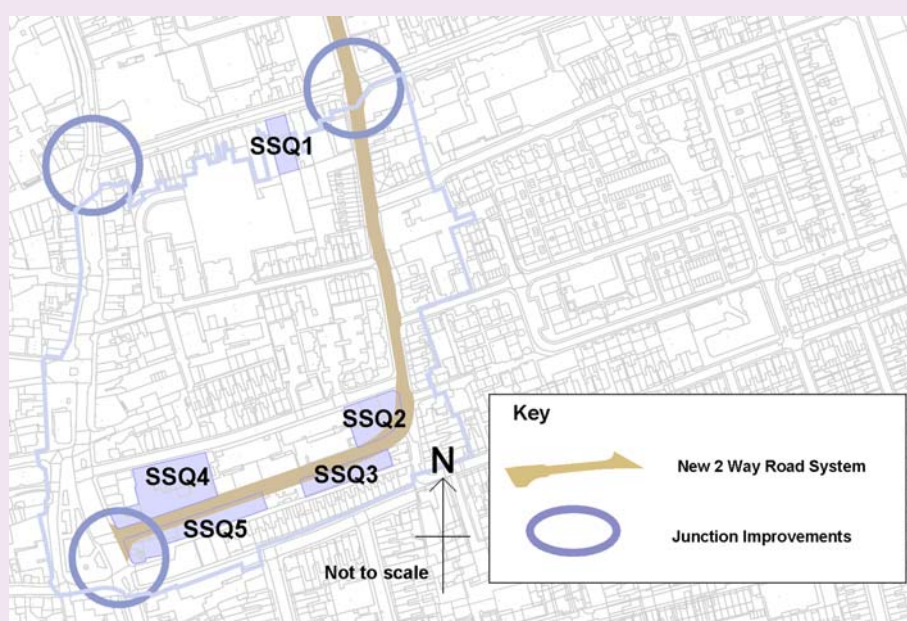 SSQ1
SSQ2
SSQ4
SSQ3
SSQ5
N
Not to scale
Key
New 2 Way Road System
Junction Improvements